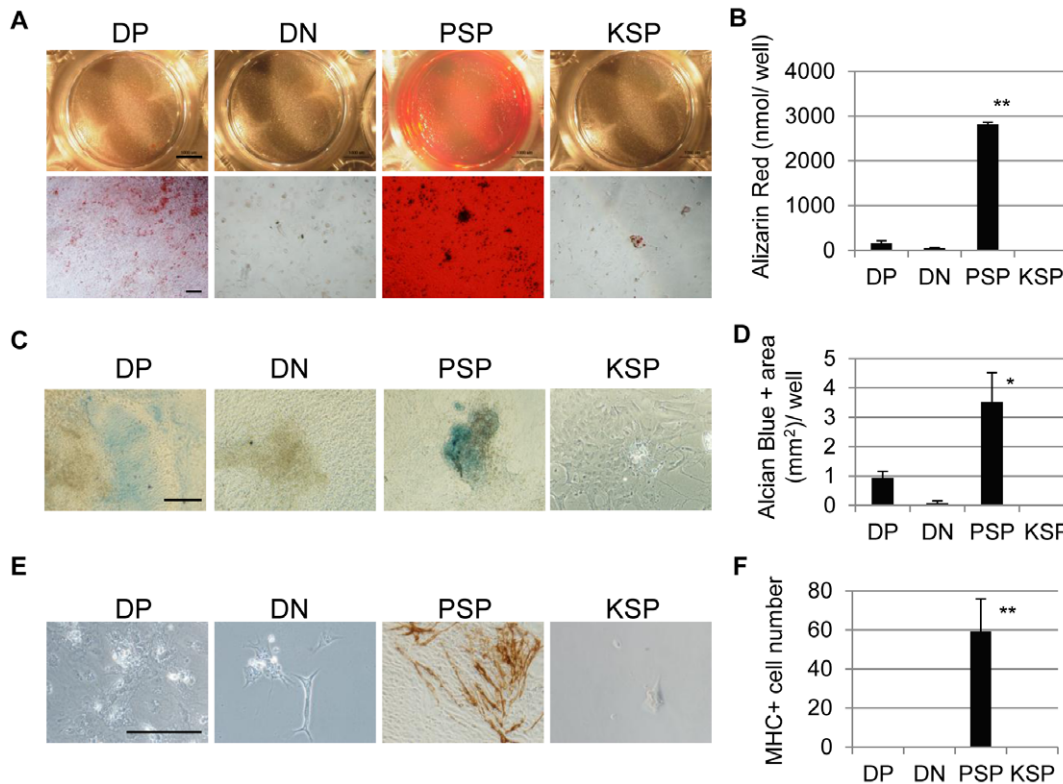 A
DP DN PSP KSP
B
Alizarin Red (nmol/ well)
4000
3000
2000
1000
0
DP DN PSP KSP
**
C
DP DN PSP KSP
D
Alcian Blue + area
(mm²)/ well
5
4
3
2
1
0
DP DN PSP KSP
*
E
DP DN PSP KSP
F
MHC+ cell number
80
60
40
20
0
DP DN PSP KSP
**